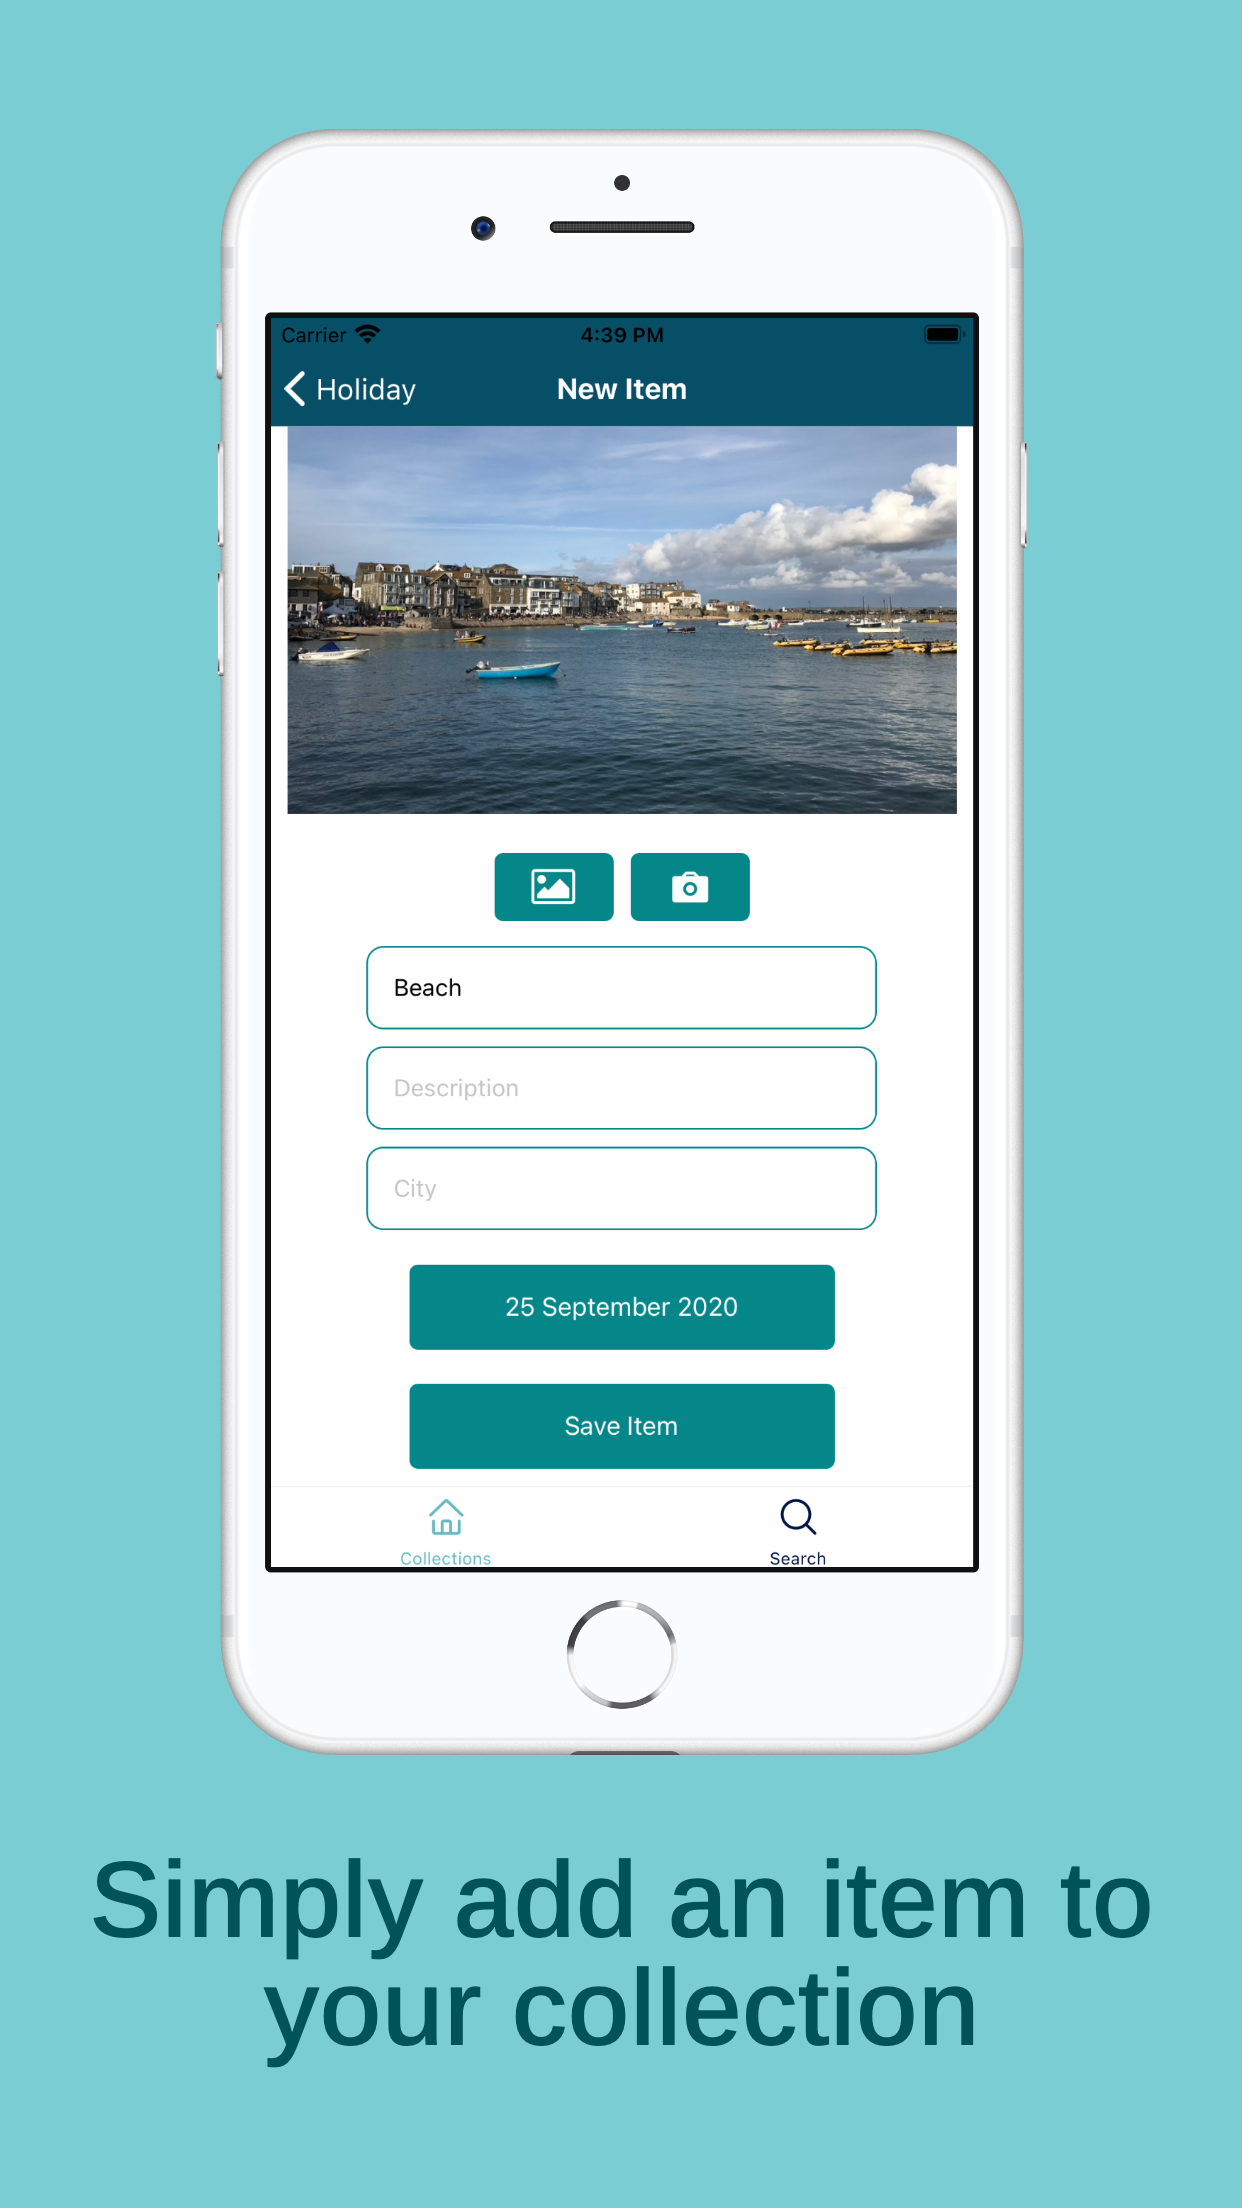 Carrier 4:39 PM
Holiday New Item
Beach
Description
City
25 September 2020
Save Item
Collections Search
Simply add an item to
your collection